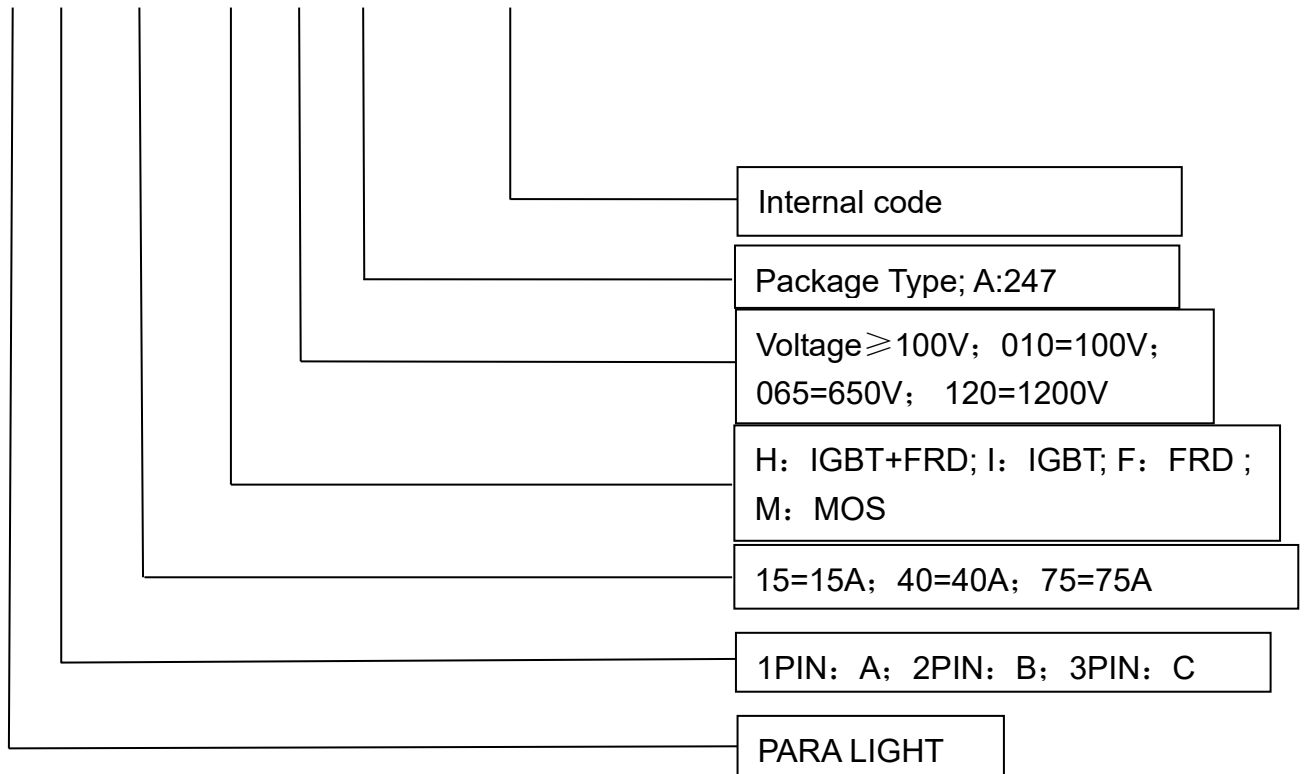 Internal code
Package Type; A:247
Voltage≥100V；010=100V；
065=650V； 120=1200V
H：IGBT+FRD; I：IGBT; F：FRD ;
M：MOS
15=15A；40=40A；75=75A
1PIN：A；2PIN：B；3PIN：C
PARA LIGHT